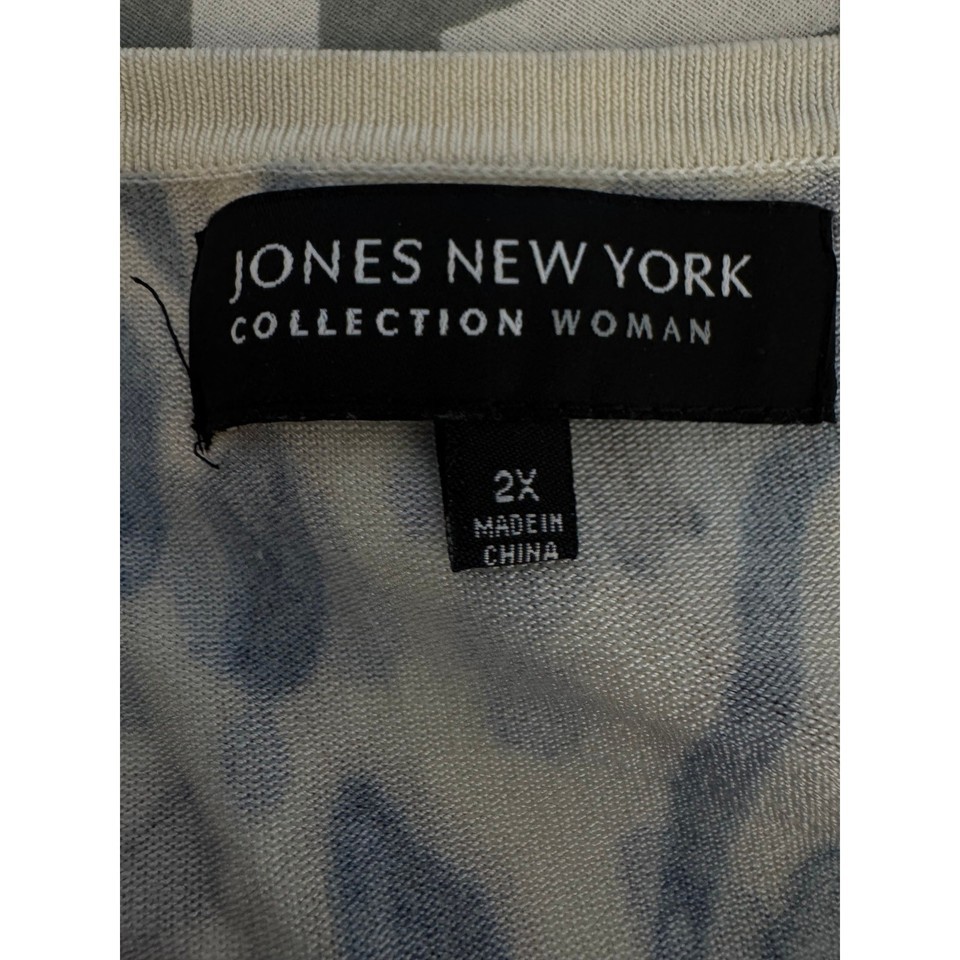 JONES NEW YORK
COLLECTION WOMAN
2X
MADE IN
CHINA